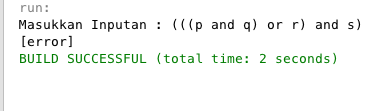 run:
Masukkan Inputan : (((p and q) or r) and s)
[error]
BUILD SUCCESSFUL (total time: 2 seconds)